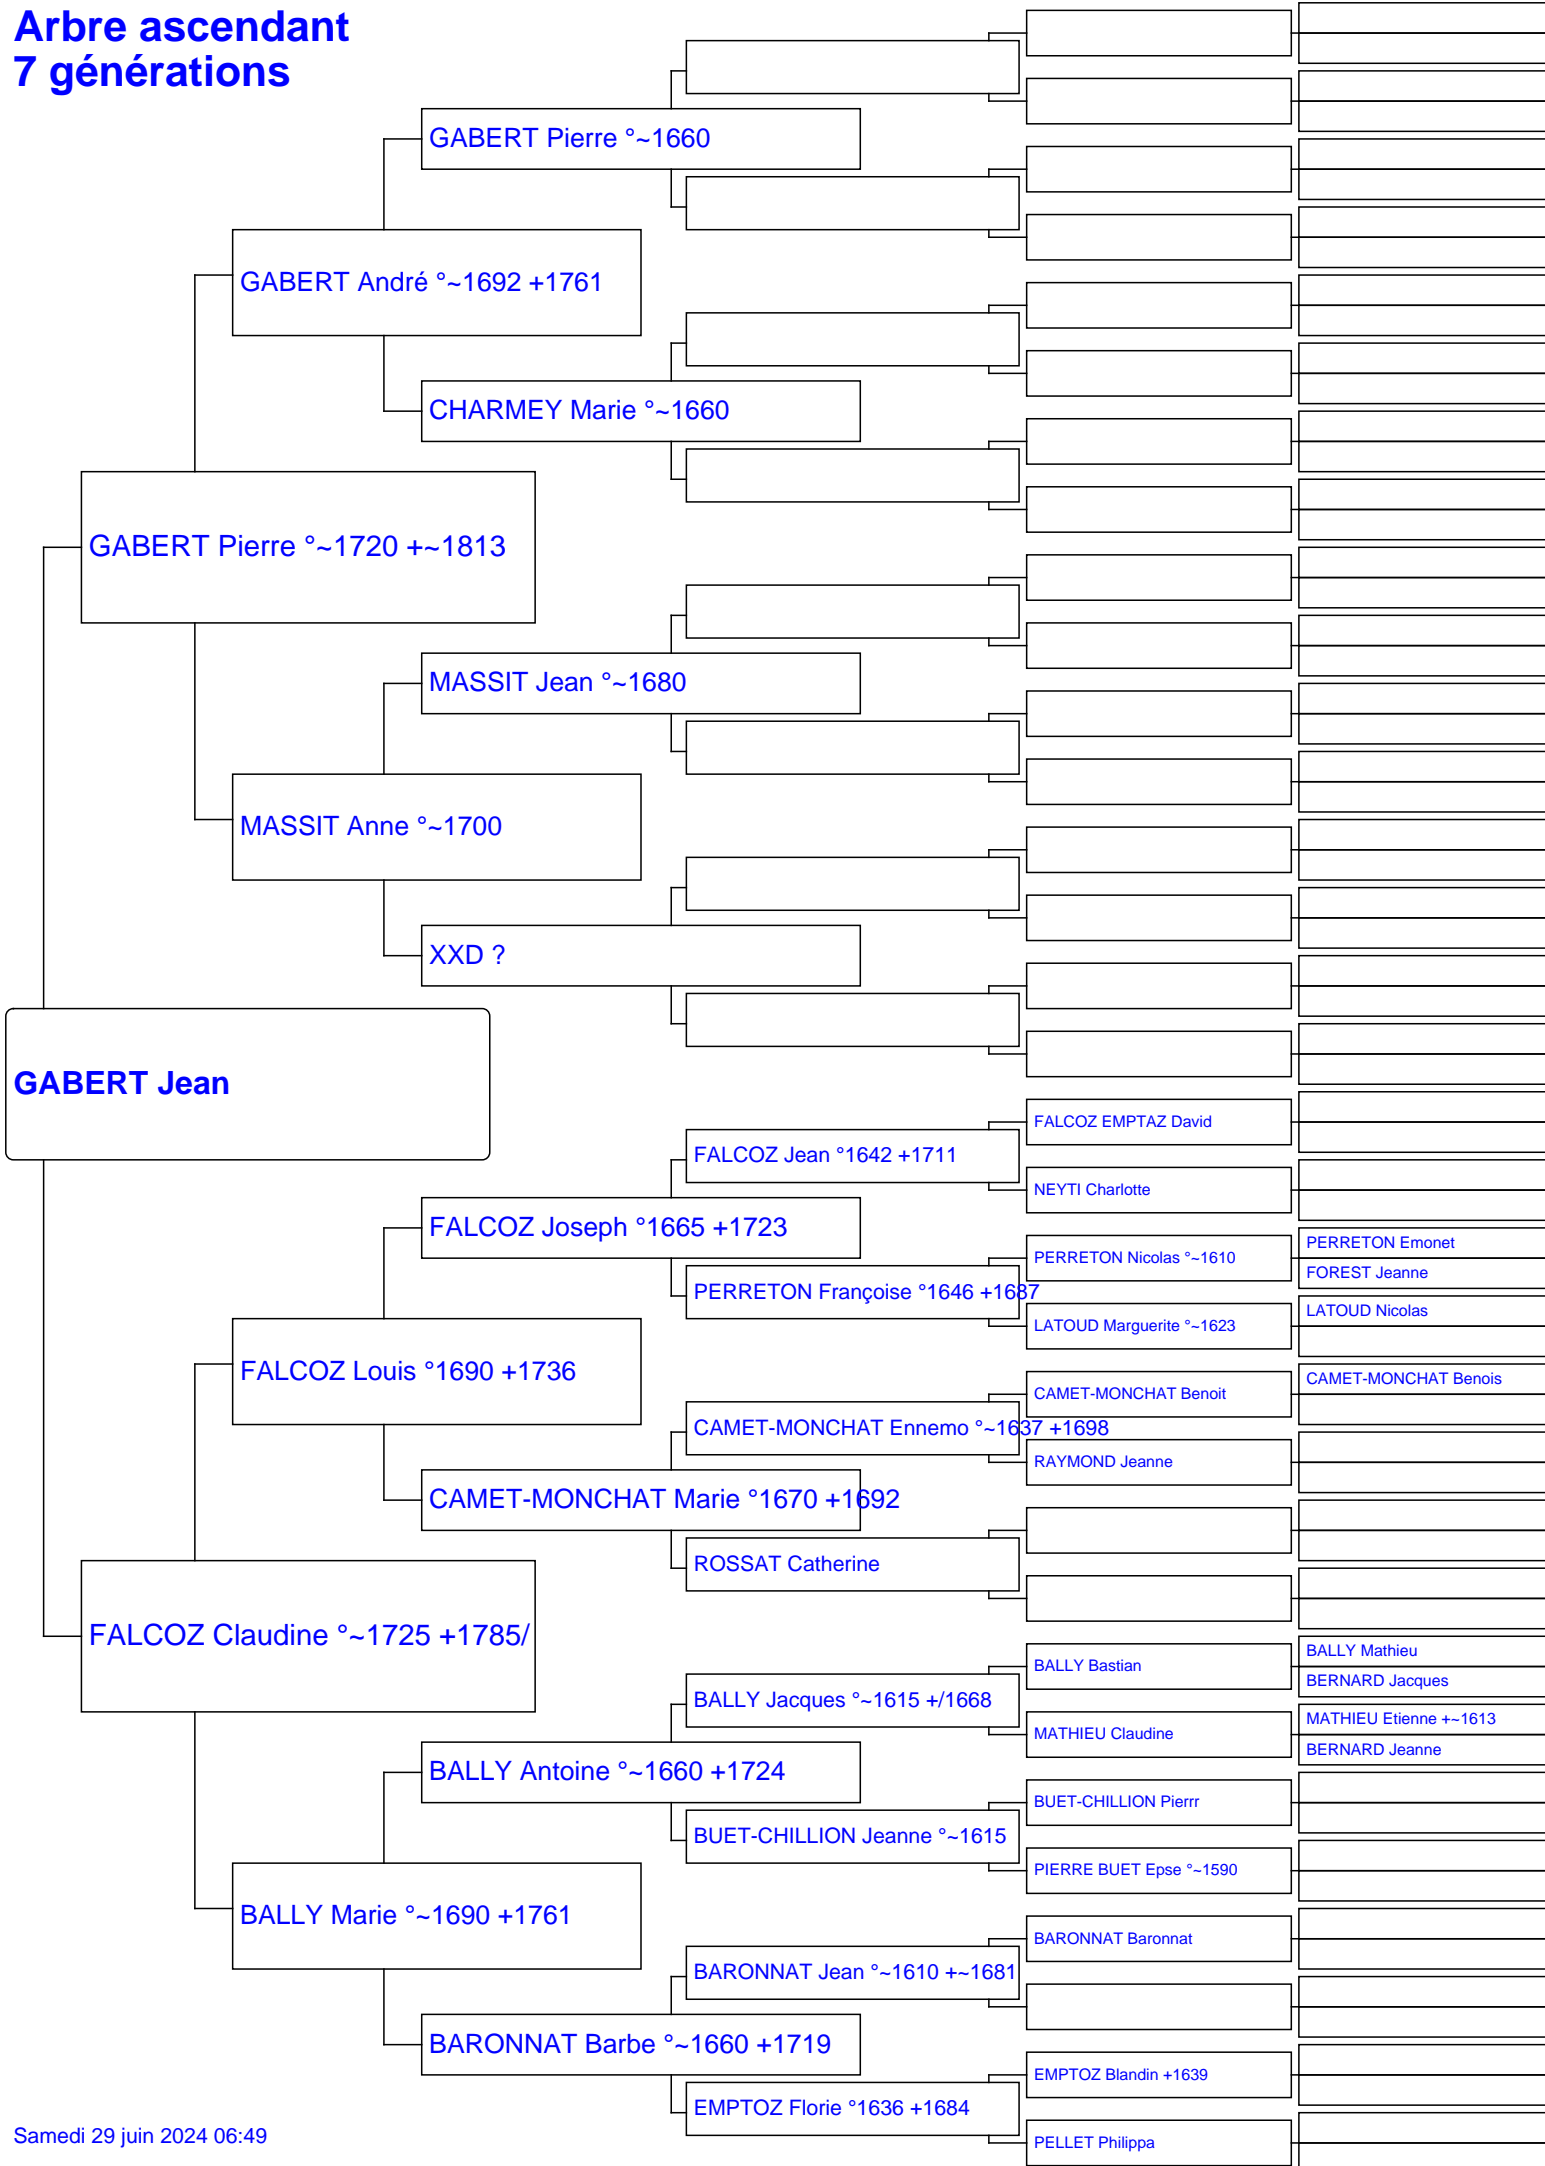 Arbre ascendant
7 générations
GABERT Pierre °~1660
GABERT André °~1692 +1761
CHARMEY Marie °~1660
GABERT Pierre °~1720 +~1813
MASSIT Jean °~1680
MASSIT Anne °~1700
XXD ?
GABERT Jean
FALCOZ EMPTAZ David
FALCOZ Jean °1642 +1711
NEYTI Charlotte
FALCOZ Joseph °1665 +1723
PERRETON Emonet
PERRETON Nicolas °~1610
FOREST Jeanne
PERRETON Françoise °1646 +1687
LATOUD Nicolas
LATOUD Marguerite °~1623
FALCOZ Louis °1690 +1736
CAMET-MONCHAT Benois
CAMET-MONCHAT Benoit
CAMET-MONCHAT Ennemo °~1637 +1698
RAYMOND Jeanne
CAMET-MONCHAT Marie °1670 +1692
ROSSAT Catherine
FALCOZ Claudine °~1725 +1785/
BALLY Mathieu
BALLY Bastian
BERNARD Jacques
BALLY Jacques °~1615 +/1668
MATHIEU Etienne +~1613
MATHIEU Claudine
BERNARD Jeanne
BALLY Antoine °~1660 +1724
BUET-CHILLION Pierrr
BUET-CHILLION Jeanne °~1615
PIERRE BUET Epse °~1590
BALLY Marie °~1690 +1761
BARONNAT Baronnat
BARONNAT Jean °~1610 +~1681
BARONNAT Barbe °~1660 +1719
EMPTOZ Blandin +1639
EMPTOZ Florie °1636 +1684
PELLET Philippa
Samedi 29 juin 2024 06:49